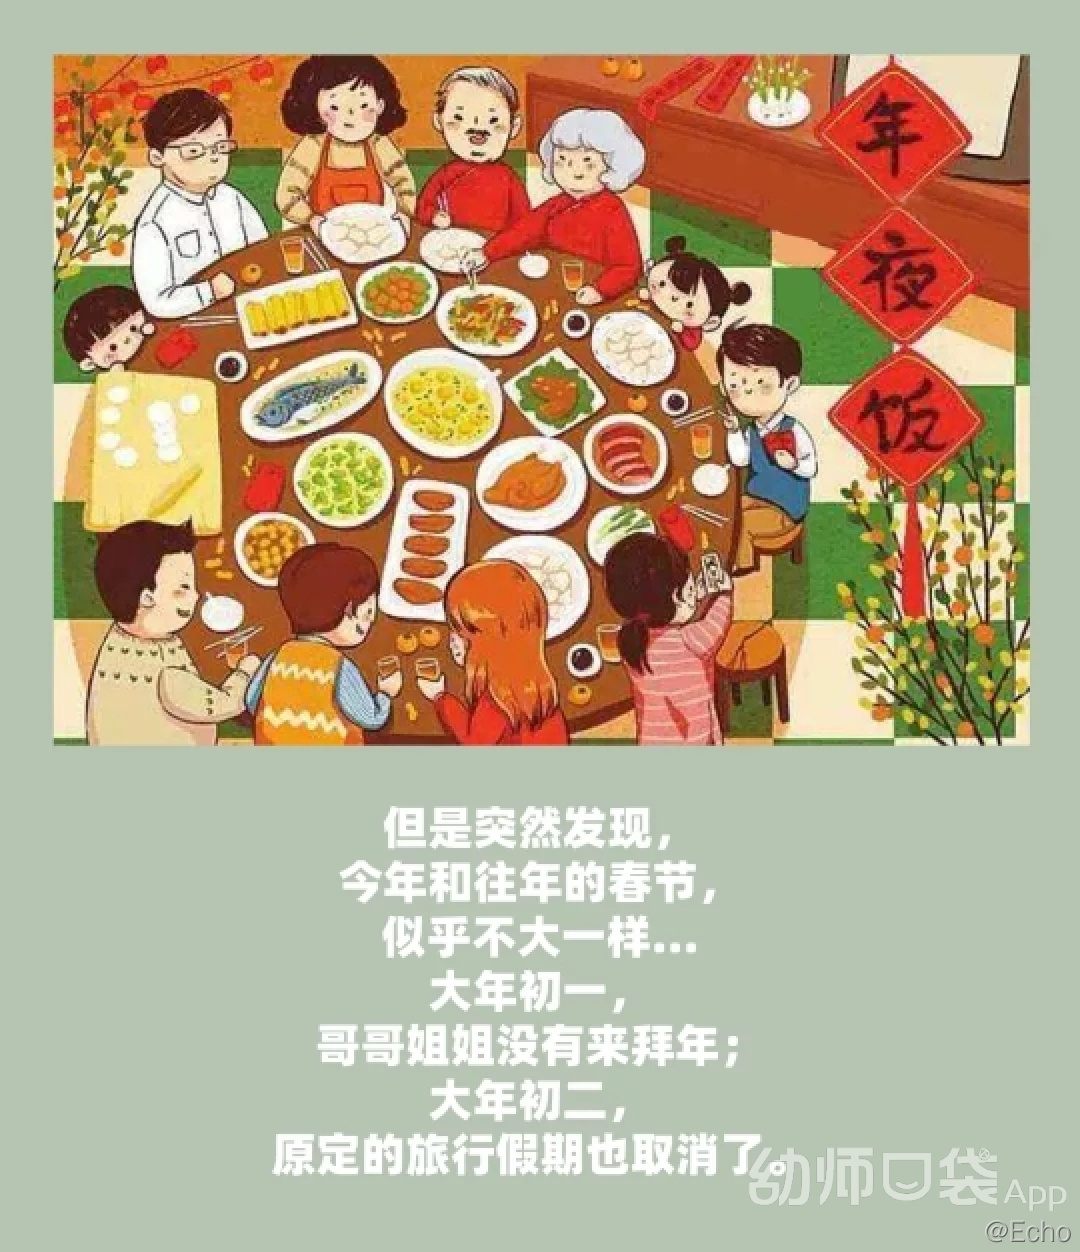 年
夜
饭
但是突然发现，
今年和往年的春节，
似乎不大一样...
大年初一，
哥哥姐姐没有来拜年；
大年初二，
原定的旅行假期也取消了。
幼师口袋App
@Echo